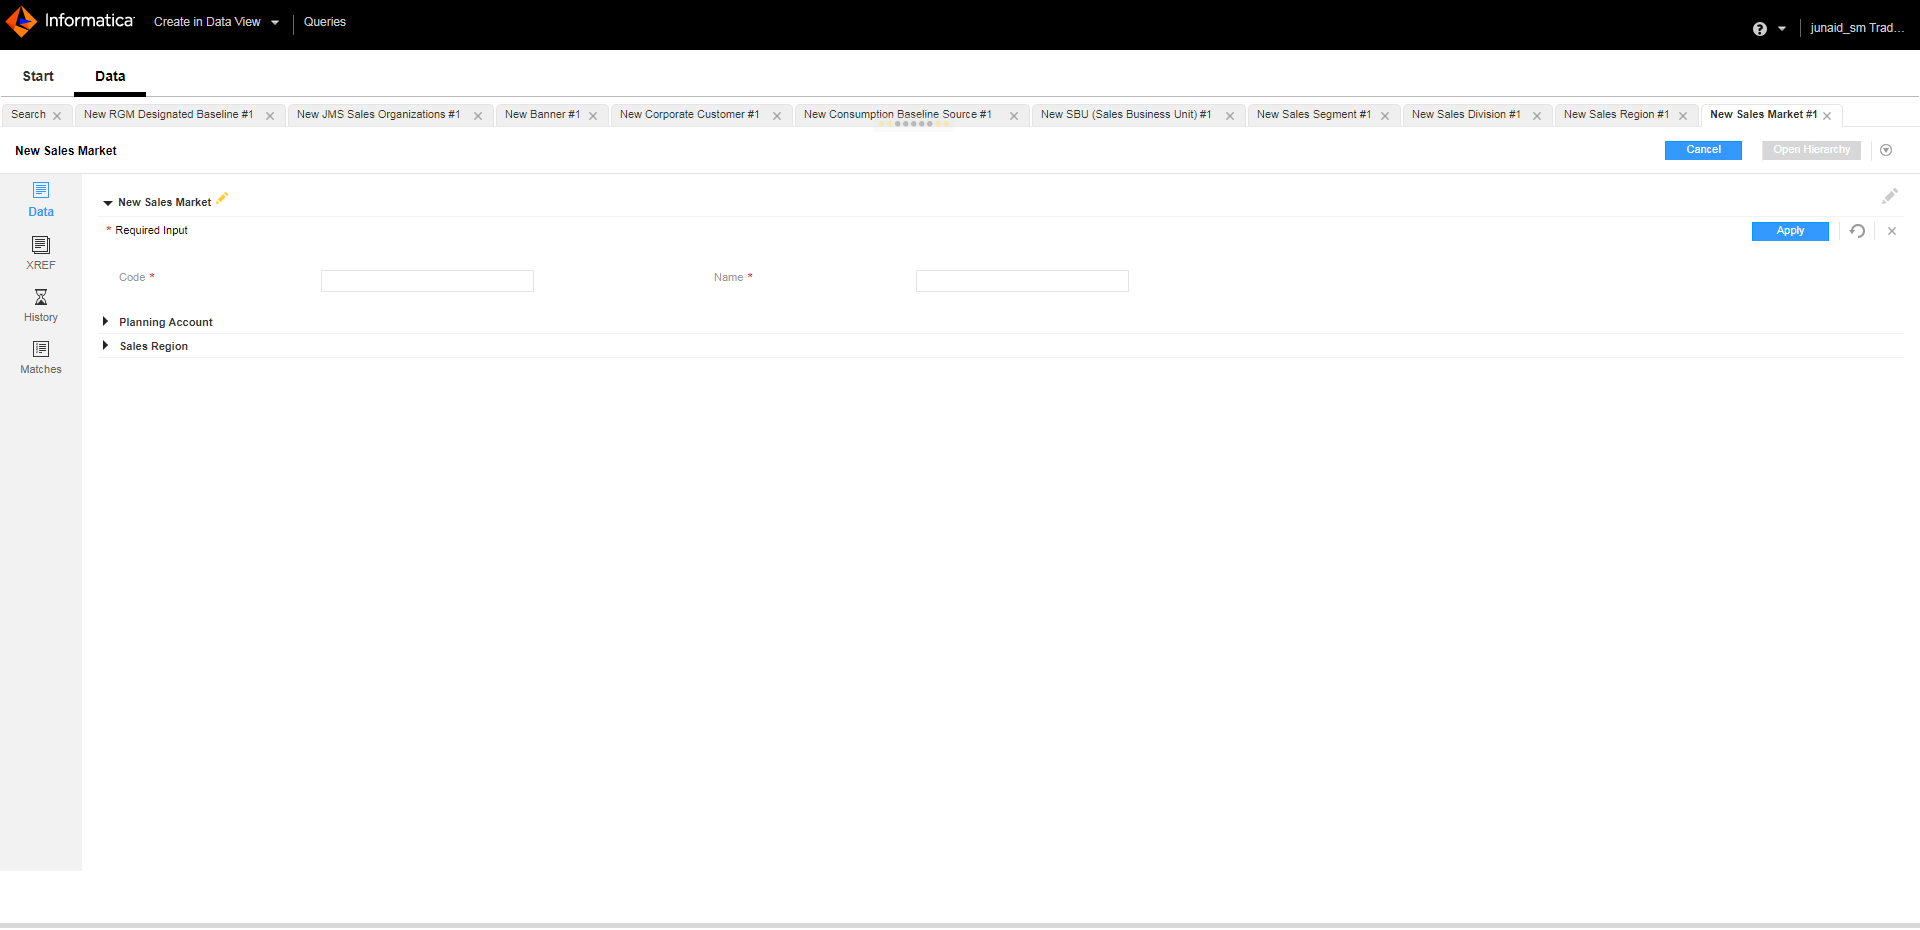 Informatica Create in Data View Queries junaid_sm Trad...
Start Data
Search New RGM Designated Baseline #1 New JMS Sales Organizations #1 New Banner #1 New Corporate Customer #1 New Consumption Baseline Source #1 New SBU (Sales Business Unit) #1 New Sales Segment #1 New Sales Division #1 New Sales Region #1 New Sales Market #1
New Sales Market Cancel Open Hierarchy
Data
XREF
History
Matches
New Sales Market
* Required Input Apply
Code * Name *
Planning Account
Sales Region